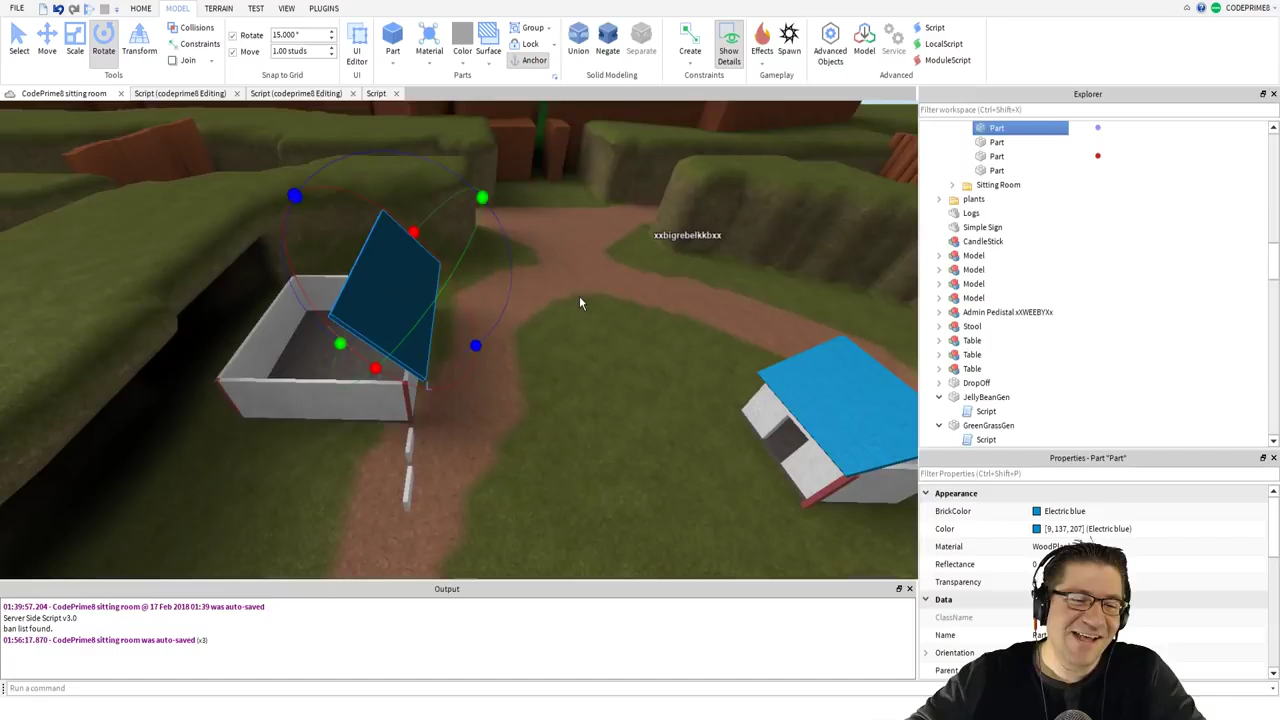 FILE HOME MODEL TERRAIN TEST VIEW PLUGINS CODEPRIME8
Select Move Scale Rotate Transform
Collisions
Constraints
Join
Tools
Rotate 15.000°
Move 1.00 studs
Snap to Grid
UI Editor
UI
Part Material Color Surface
Group
Lock
Anchor
Parts
Union Negate Separate
Solid Modeling
Create Show Details
Constraints
Effects Spawn
Gameplay
Advanced Objects Model Service
Script
LocalScript
ModuleScript
Advanced
CodePrime8 sitting room Script (codeprime8 Editing) Script (codeprime8 Editing) Script
xxbigrebelkkbxx
Explorer
Filter workspace (Ctrl+Shift+X)
Part
Part
Part
Part
Sitting Room
plants
Logs
Simple Sign
CandleStick
Model
Model
Model
Model
Admin Pedistal xXWEEBYXx
Stool
Table
Table
Table
DropOff
JellyBeanGen
Script
GreenGrassGen
Script
Properties - Part "Part"
Filter Properties (Ctrl+Shift+P)
Appearance
BrickColor Electric blue
Color [9, 137, 207] (Electric blue)
Material
Reflectance 0
Transparency
Data
ClassName
Name
Orientation
Parent
Output
01:39:57.204 - CodePrime8 sitting room @ 17 Feb 2018 01:39 was auto-saved
Server Side Script v3.0
ban list found.
01:56:17.870 - CodePrime8 sitting room was auto-saved (x3)
Run a command